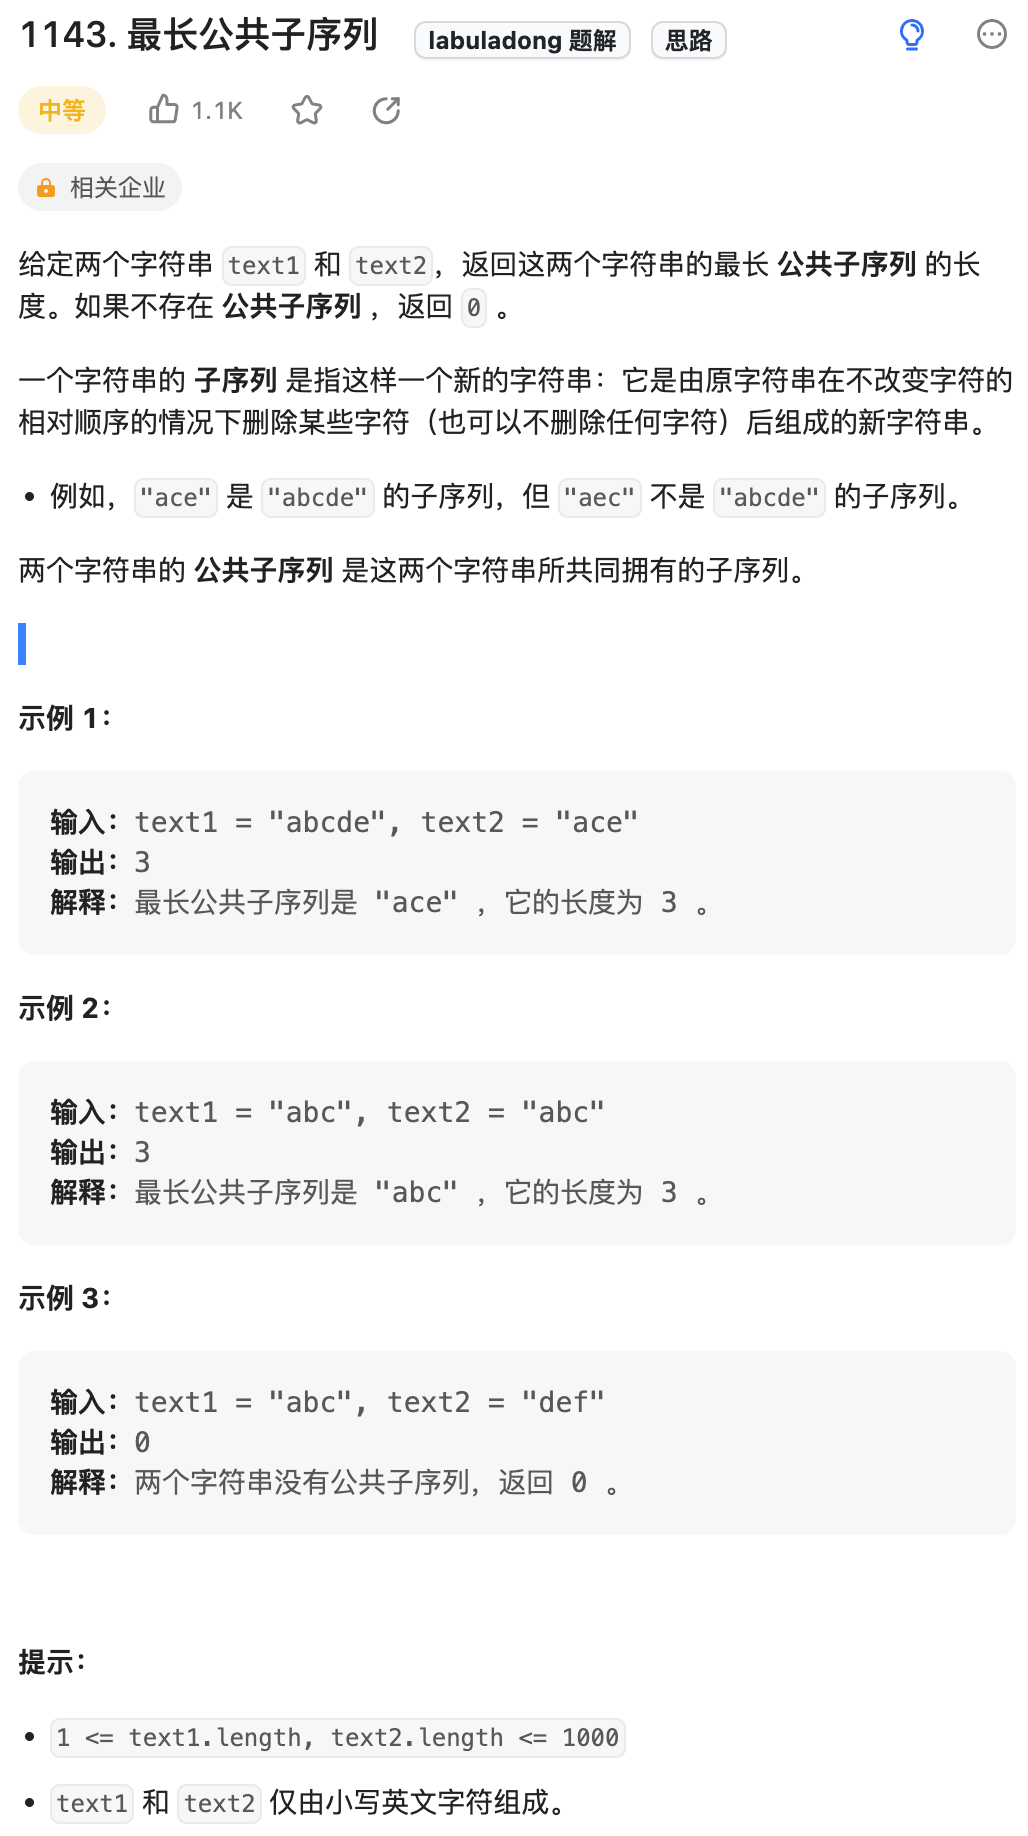 1143. 最长公共子序列 labuladong 题解 思路
中等 1.1K
相关企业
给定两个字符串 text1 和 text2，返回这两个字符串的最长 公共子序列 的长
度。如果不存在 公共子序列 ，返回 0 。
一个字符串的 子序列 是指这样一个新的字符串：它是由原字符串在不改变字符的
相对顺序的情况下删除某些字符（也可以不删除任何字符）后组成的新字符串。
• 例如，"ace" 是 "abcde" 的子序列，但 "aec" 不是 "abcde" 的子序列。
两个字符串的 公共子序列 是这两个字符串所共同拥有的子序列。
示例 1：
输入：text1 = "abcde", text2 = "ace"
输出：3
解释：最长公共子序列是 "ace" ，它的长度为 3 。
示例 2：
输入：text1 = "abc", text2 = "abc"
输出：3
解释：最长公共子序列是 "abc" ，它的长度为 3 。
示例 3：
输入：text1 = "abc", text2 = "def"
输出：0
解释：两个字符串没有公共子序列，返回 0 。
提示：
• 1 <= text1.length, text2.length <= 1000
• text1 和 text2 仅由小写英文字符组成。